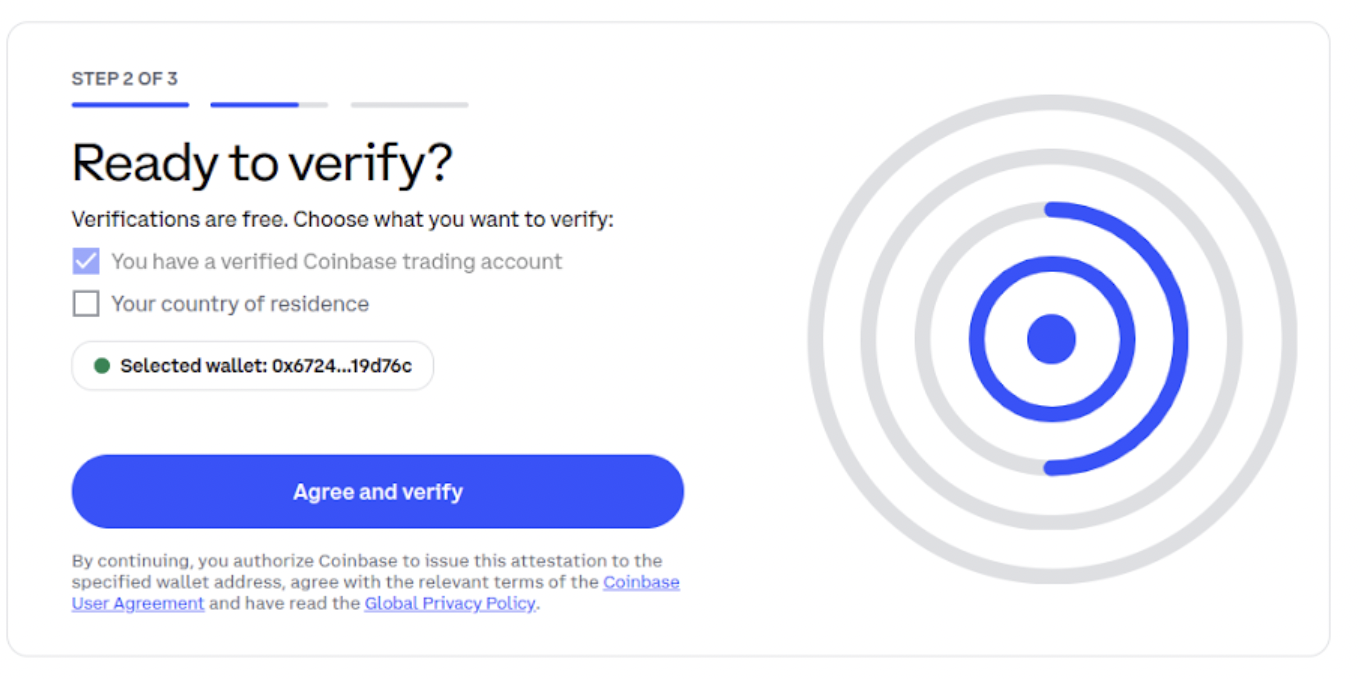 STEP 2 OF 3
Ready to verify?
Verifications are free. Choose what you want to verify:
You have a verified Coinbase trading account
Your country of residence
Selected wallet: 0x6724...19d76c
Agree and verify
By continuing, you authorize Coinbase to issue this attestation to the
specified wallet address, agree with the relevant terms of the Coinbase
User Agreement and have read the Global Privacy Policy.